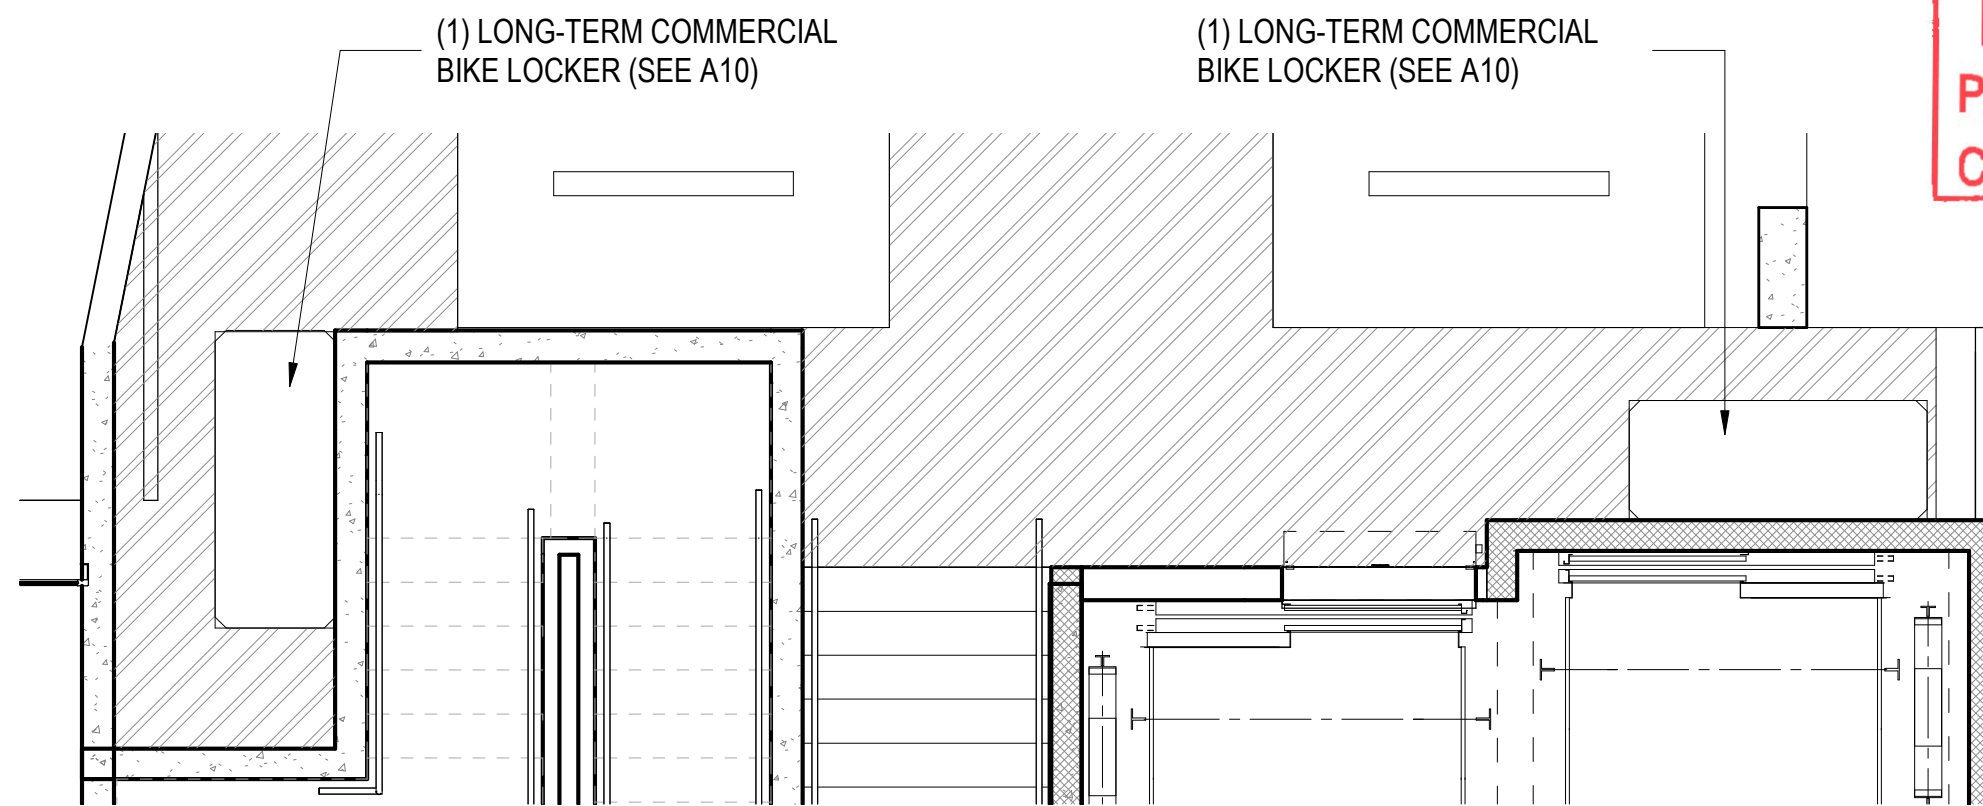 (1) LONG-TERM COMMERCIAL
BIKE LOCKER (SEE A10)
(1) LONG-TERM COMMERCIAL
BIKE LOCKER (SEE A10)